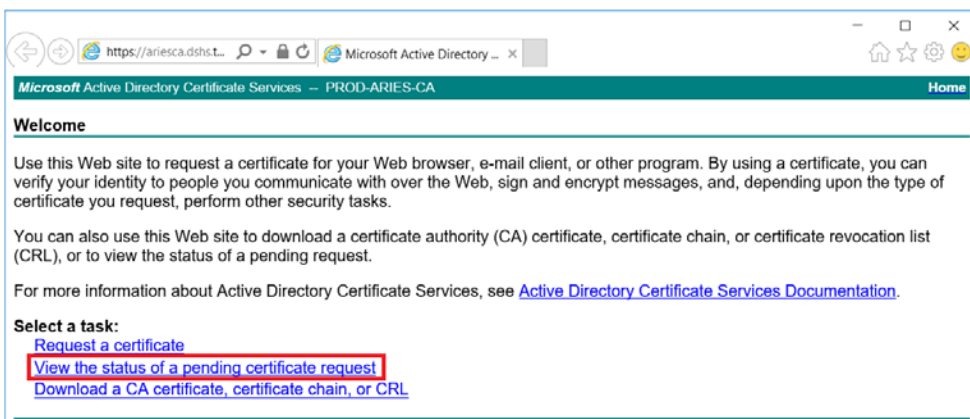 https://ariesca.dshs.t...
Microsoft Active Directory ...
Microsoft Active Directory Certificate Services -- PROD-ARIES-CA
Home
Welcome
Use this Web site to request a certificate for your Web browser, e-mail client, or other program. By using a certificate, you can
verify your identity to people you communicate with over the Web, sign and encrypt messages, and, depending upon the type of
certificate you request, perform other security tasks.
You can also use this Web site to download a certificate authority (CA) certificate, certificate chain, or certificate revocation list
(CRL), or to view the status of a pending request.
For more information about Active Directory Certificate Services, see Active Directory Certificate Services Documentation.
Select a task:
Request a certificate
View the status of a pending certificate request
Download a CA certificate, certificate chain, or CRL